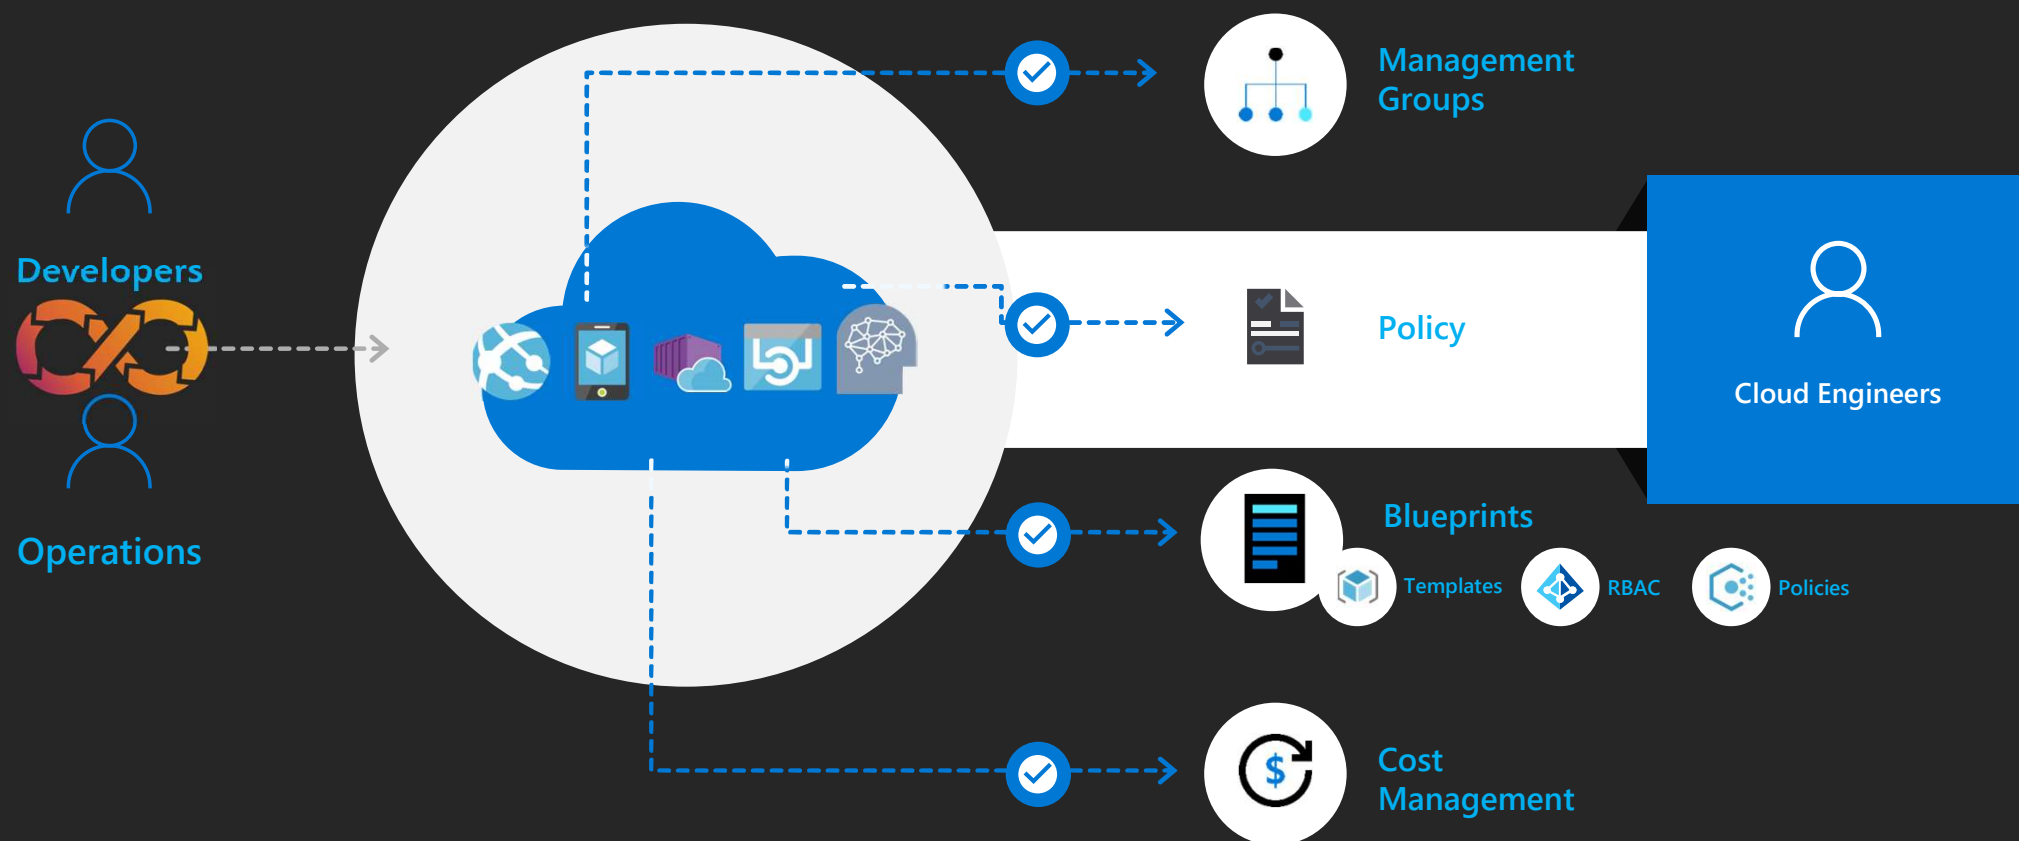 Management
Groups
Developers
Policy
Cloud Engineers
Operations
Blueprints
Templates
RBAC
Policies
$
Cost
Management